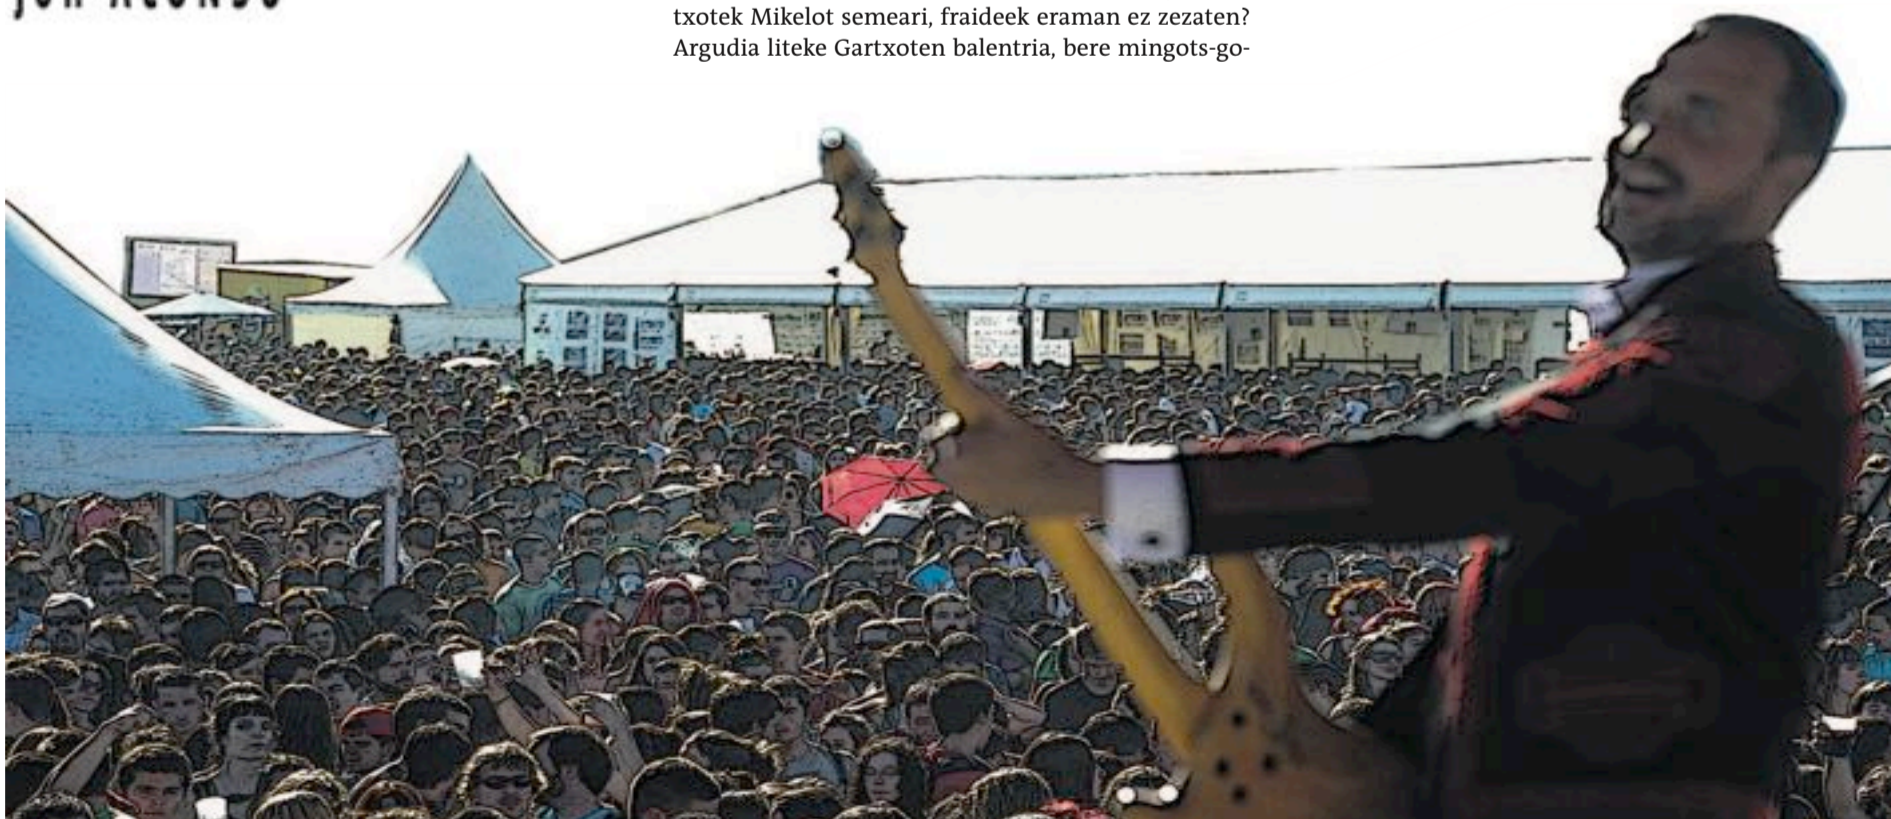 txotek Mikelot semeari, fraideek eraman ez zezaten?
Argudia liteke Gartxoten balentria, bere mingots-go-